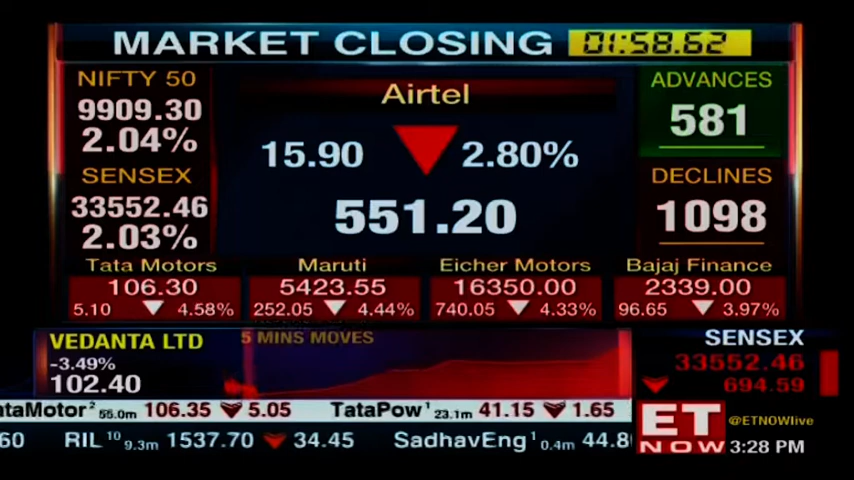 MARKET CLOSING 01:58.62
NIFTY 50
9909.30
2.04%
SENSEX
33552.46
2.03%
Airtel
15.90 2.80%
551.20
ADVANCES
581
DECLINES
1098
Tata Motors
106.30
5.10 4.58%
Maruti
5423.55
252.05 4.44%
Eicher Motors
16350.00
740.05 4.33%
Bajaj Finance
2339.00
96.65 3.97%
VEDANTA LTD
-3.49%
102.40
5 MINS MOVES
SENSEX
33552.46
694.59
ataMotor 2 55.0m 106.35 5.05 TataPow 1 23.1m 41.15 1.65
60 RIL 10 9.3m 1537.70 34.45 SadhavEng 1 0.4m 44.8
ET
NOW
@ETNOWlive
3:28 PM